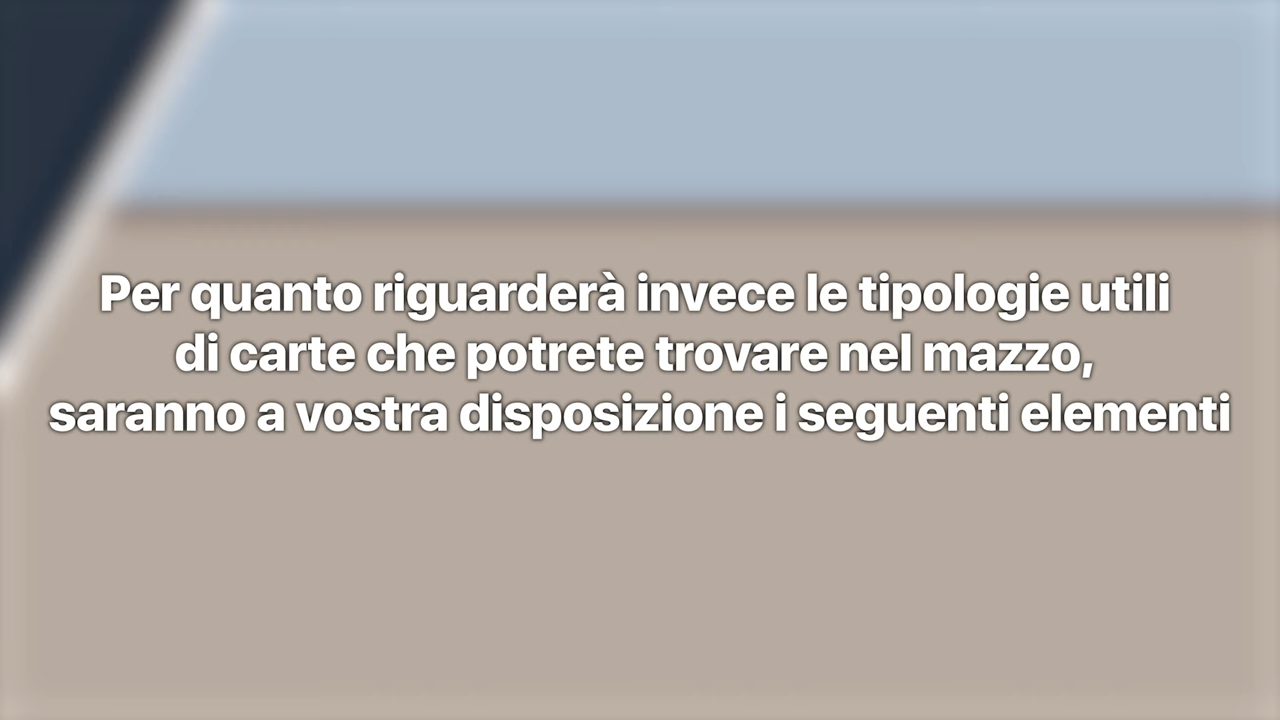 Per quanto riguarderà invece le tipologie utili
di carte che potrete trovare nel mazzo,
saranno a vostra disposizione i seguenti elementi